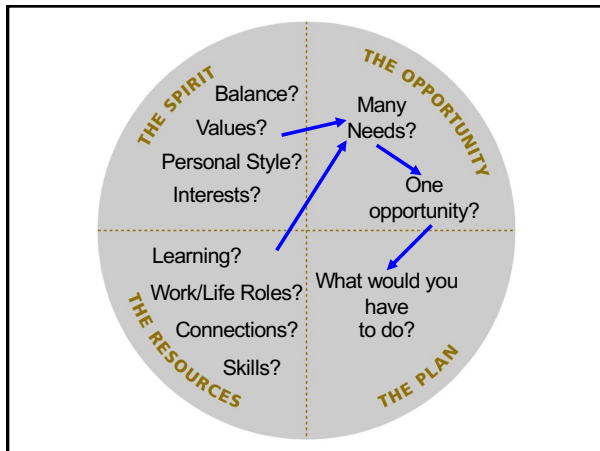 THE SPIRIT
Balance?
Values?
Personal Style?
Interests?
THE OPPORTUNITY
Many
Needs?
One
opportunity?
Learning?
Work/Life Roles?
Connections?
Skills?
THE RESOURCES
What would you
have
to do?
THE PLAN